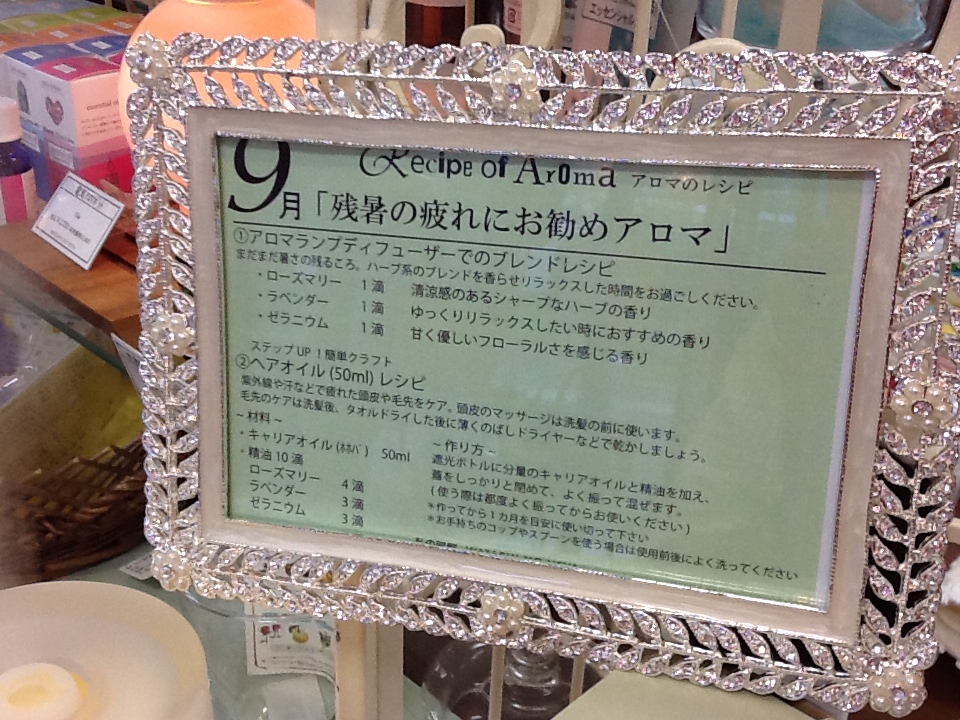 エッセンシャル
Recipe of Aroma アロマのレシピ
9月「残暑の疲れにお勧めアロマ」
①アロマランプディフューザーでのブレンドレシピ
まだまだ暑さの残るころ。ハーブ系のブレンドを香らせリラックスした時間をお過ごしください。
・ローズマリー 1滴 清涼感のあるシャープなハーブの香り
・ラベンダー 1滴 ゆっくりリラックスしたい時におすすめの香り
・ゼラニウム 1滴 甘く優しいフローラルさを感じる香り
ステップUP！簡単クラフト
②ヘアオイル(50ml)レシピ
紫外線や汗などで疲れた頭皮や毛先をケア。頭皮のマッサージは洗髪の前に使います。
毛先のケアは洗髪後、タオルドライした後に薄くのばしドライヤーなどで乾かしましょう。
～材料～
・キャリアオイル(ホホバ) 50ml
・精油10滴
ローズマリー 4滴
ラベンダー 3滴
ゼラニウム 3滴
～作り方～
遮光ボトルに分量のキャリアオイルと精油を加え、
蓋をしっかりと閉めて、よく振って混ぜます。
(使う際は都度よく振ってからお使いください)
＊作ってから1カ月を目安に使い切って下さい
＊お手持ちのコップやスプーンを使う場合は使用前後によく洗ってください